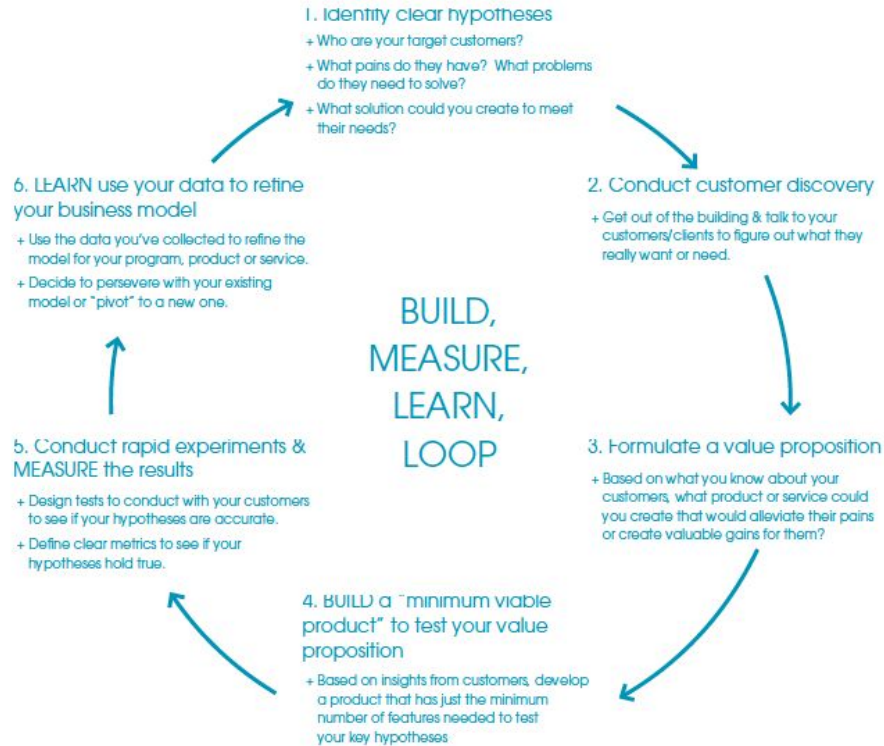 1. Identify clear hypotheses
+ Who are your target customers?
+ What pains do they have? What problems
do they need to solve?
+ What solution could you create to meet
their needs?
2. Conduct customer discovery
+ Get out of the building & talk to your
customers/clients to figure out what they
really want or need.
3. Formulate a value proposition
+ Based on what you know about your
customers, what product or service could
you create that would alleviate their pains
or create valuable gains for them?
4. BUILD a "minimum viable
product" to test your value
proposition
+ Based on insights from customers, develop
a product that has just the minimum
number of features needed to test
your key hypotheses
5. Conduct rapid experiments &
MEASURE the results
+ Design tests to conduct with your customers
to see if your hypotheses are accurate.
+ Define clear metrics to see if your
hypotheses hold true.
6. LEARN use your data to refine
your business model
+ Use the data you've collected to refine the
model for your program, product or service.
+ Decide to persevere with your existing
model or "pivot" to a new one.
BUILD,
MEASURE,
LEARN,
LOOP